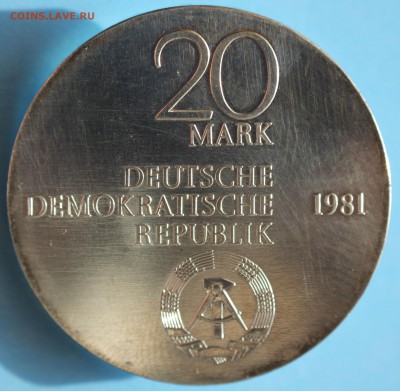 COINS.LAVE.RU
20
MARK
DEUTSCHE
DEMOKRATISCHE
REPUBLIK
1981